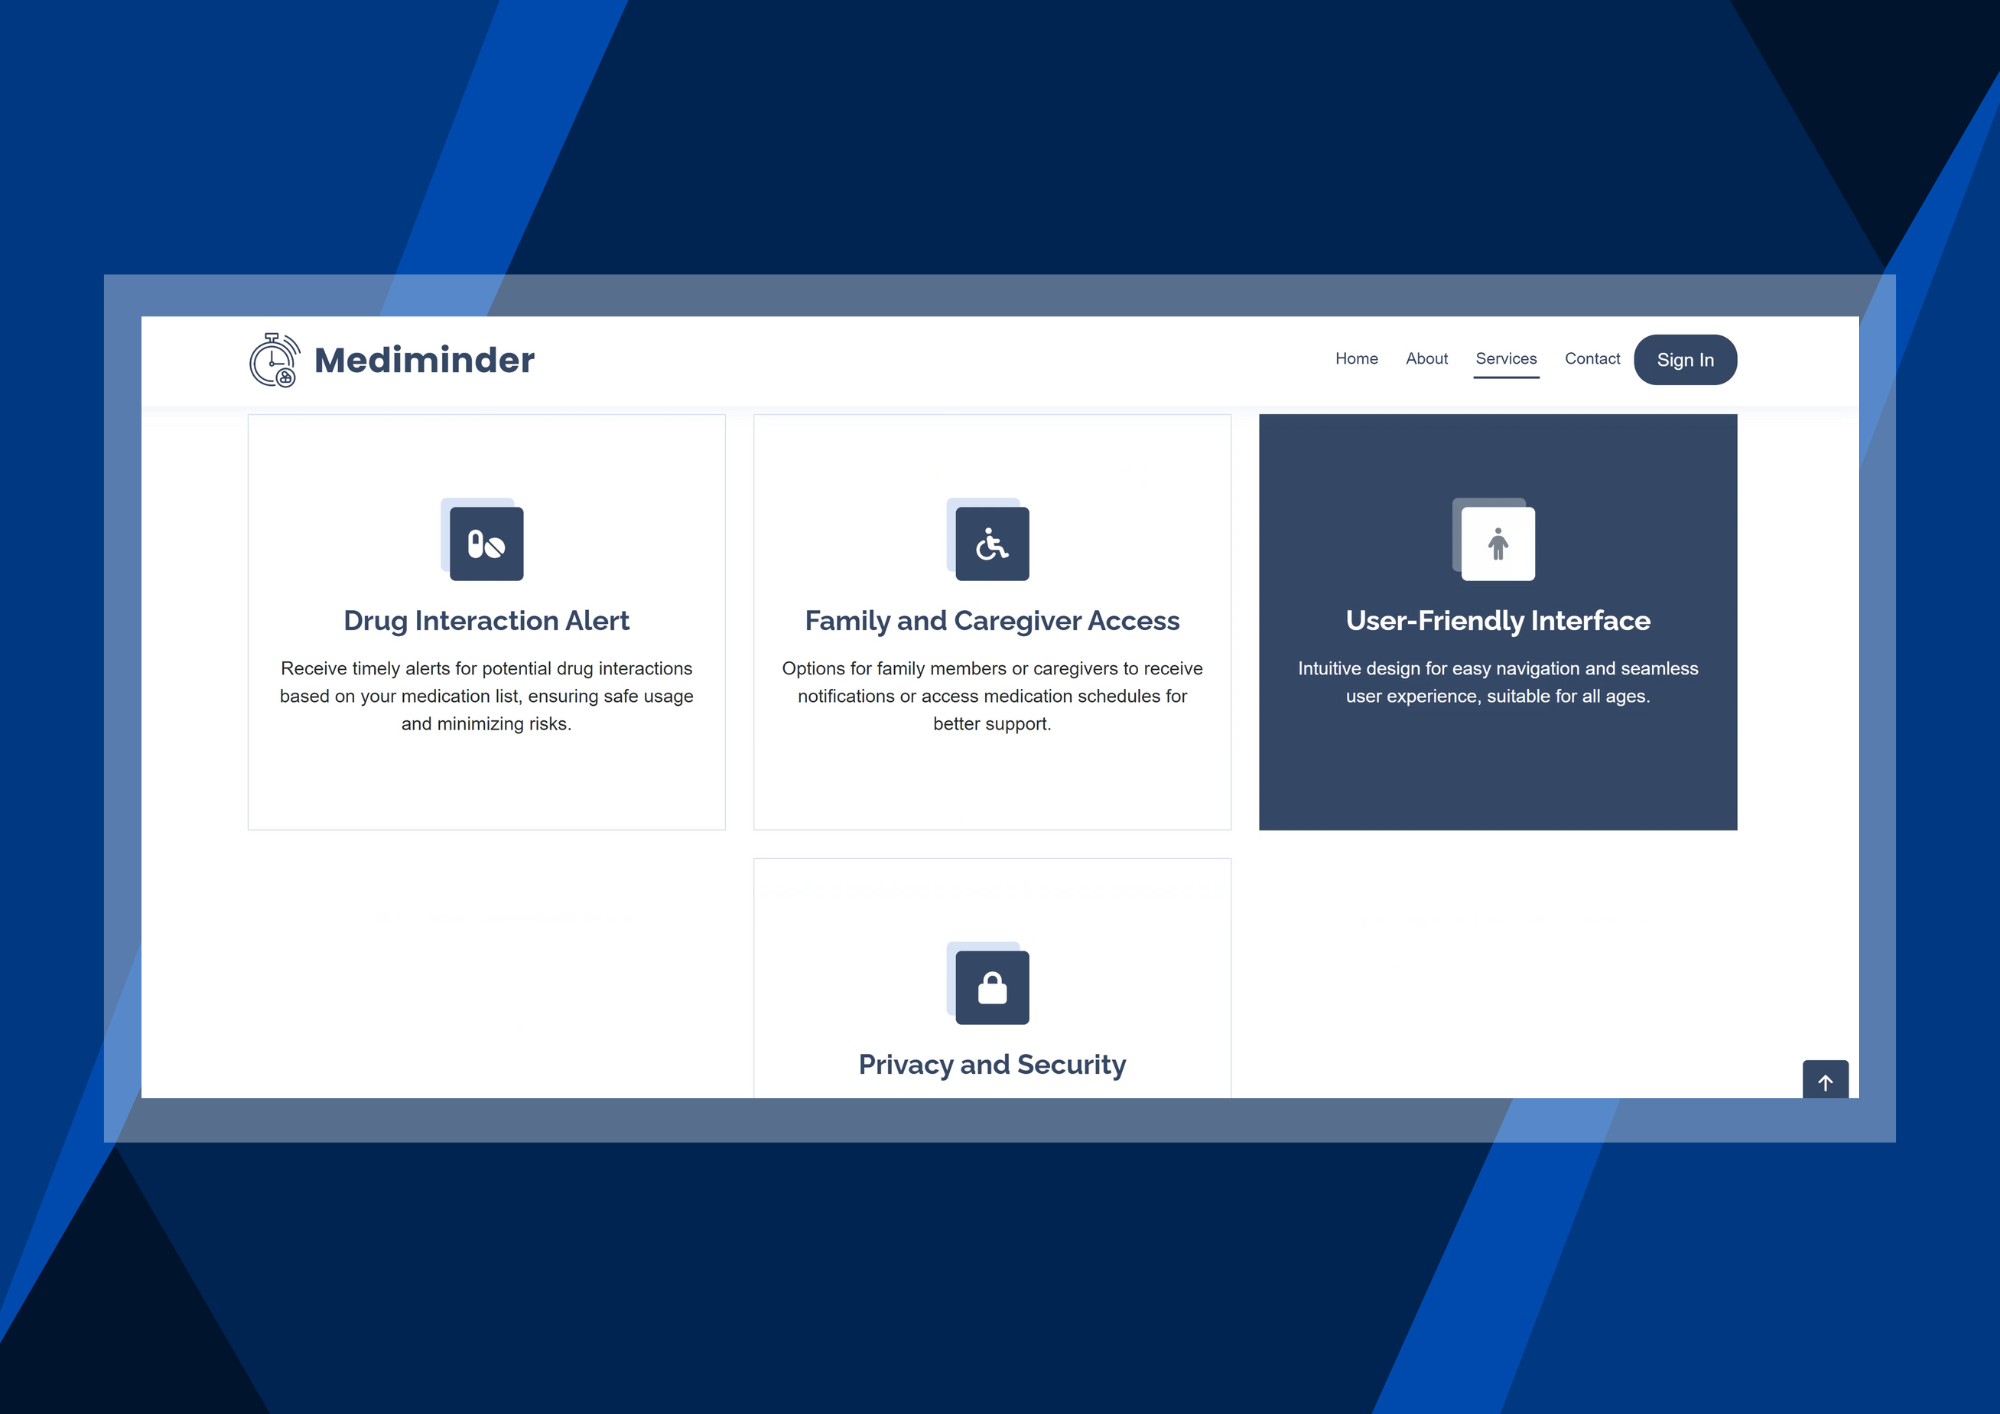 Mediminder
Home About Services Contact Sign In
Drug Interaction Alert
Receive timely alerts for potential drug interactions
based on your medication list, ensuring safe usage
and minimizing risks.
Family and Caregiver Access
Options for family members or caregivers to receive
notifications or access medication schedules for
better support.
User-Friendly Interface
Intuitive design for easy navigation and seamless
user experience, suitable for all ages.
Privacy and Security